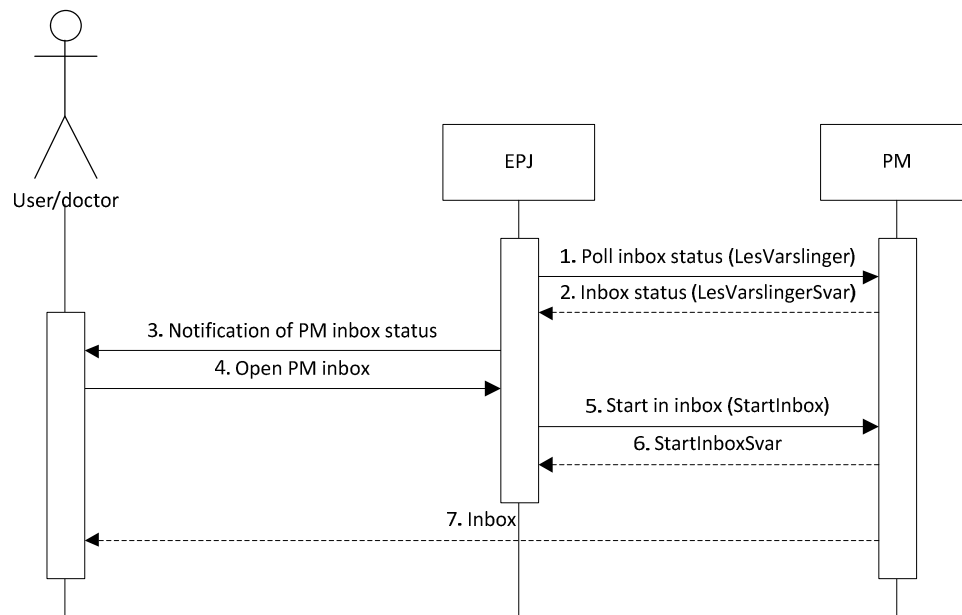 User/doctor
EPJ
PM
1. Poll inbox status (LesVarslinger)
2. Inbox status (LesVarslingerSvar)
3. Notification of PM inbox status
4. Open PM inbox
5. Start in inbox (StartInbox)
6. StartInboxSvar
7. Inbox